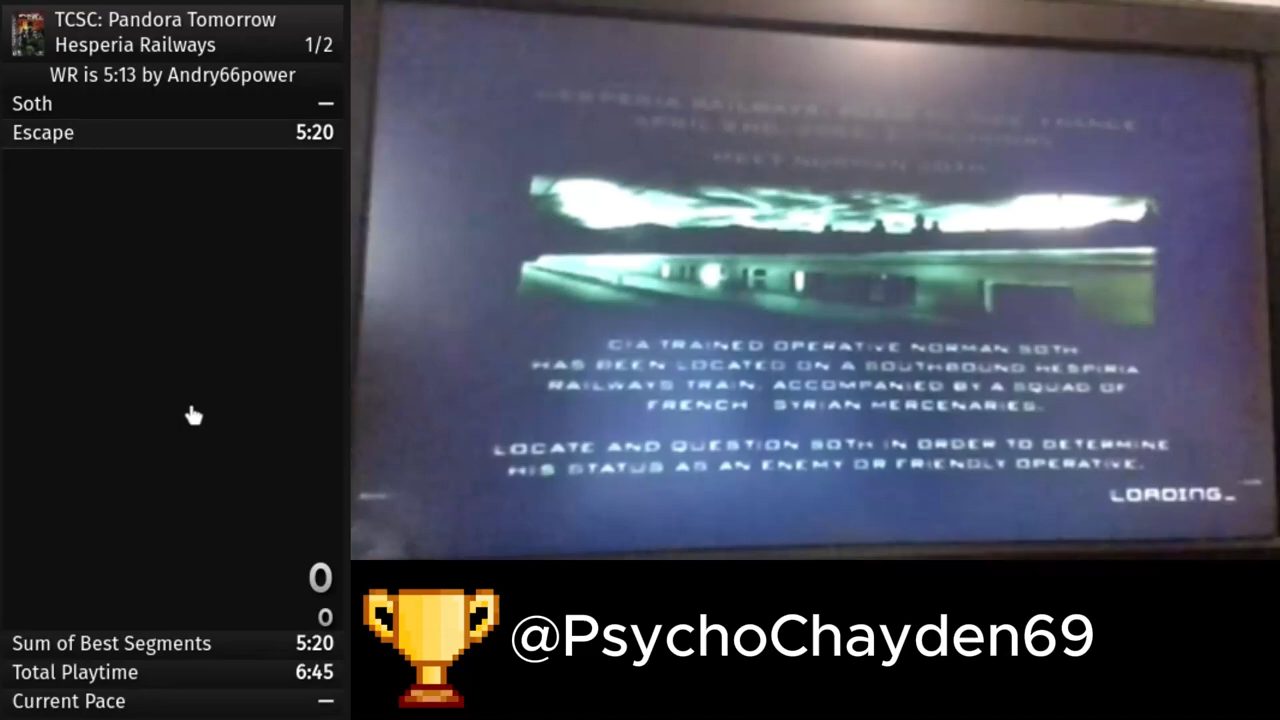 TCSC: Pandora Tomorrow
Hesperia Railways 1/2
WR is 5:13 by Andry66power
Soth —
Escape 5:20
0
0
Sum of Best Segments 5:20
Total Playtime 6:45
Current Pace —
CIA TRAINED OPERATIVE NORMAN SOTH
HAS BEEN LOCATED ON A SOUTHBOUND HESPIRIA
RAILWAYS TRAIN, ACCOMPANIED BY A SQUAD OF
FRENCH SYRIAN MERCENARIES.
LOCATE AND QUESTION SOTH IN ORDER TO DETERMINE
HIS STATUS AS AN ENEMY OR FRIENDLY OPERATIVE.
LOADING_
@PsychoChayden69